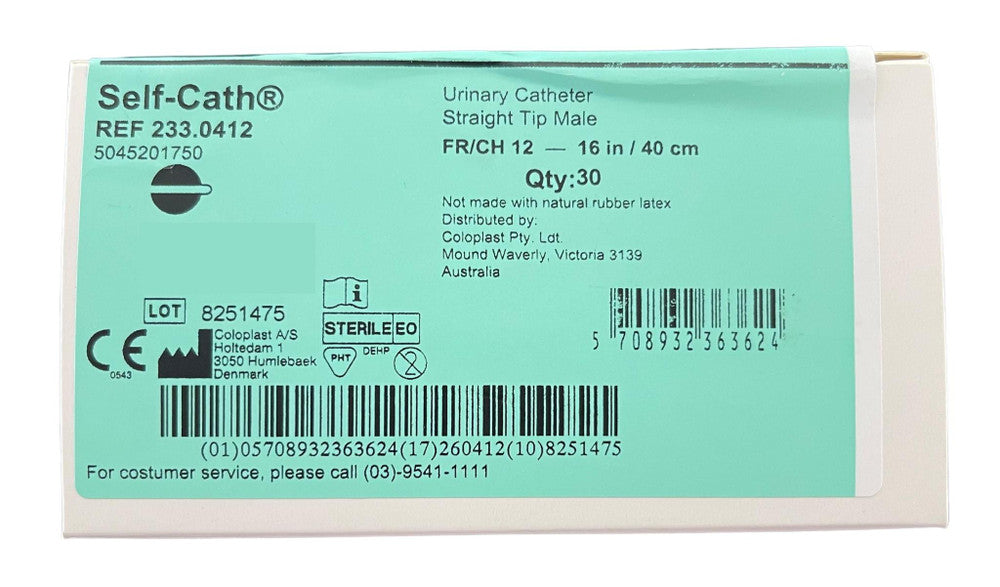 Self-Cath®
REF 233.0412
5045201750
Urinary Catheter
Straight Tip Male
FR/CH 12 — 16 in / 40 cm
Qty:30
Not made with natural rubber latex
Distributed by:
Coloplast Pty. Ldt.
Mound Waverly, Victoria 3139
Australia
LOT 8251475
CE 0543
Coloplast A/S
Holtedam 1
3050 Humlebaek
Denmark
i
STERILE EO
PHT DEHP 2
5 708932 363624
(01)05708932363624(17)260412(10)8251475
For costumer service, please call (03)-9541-1111